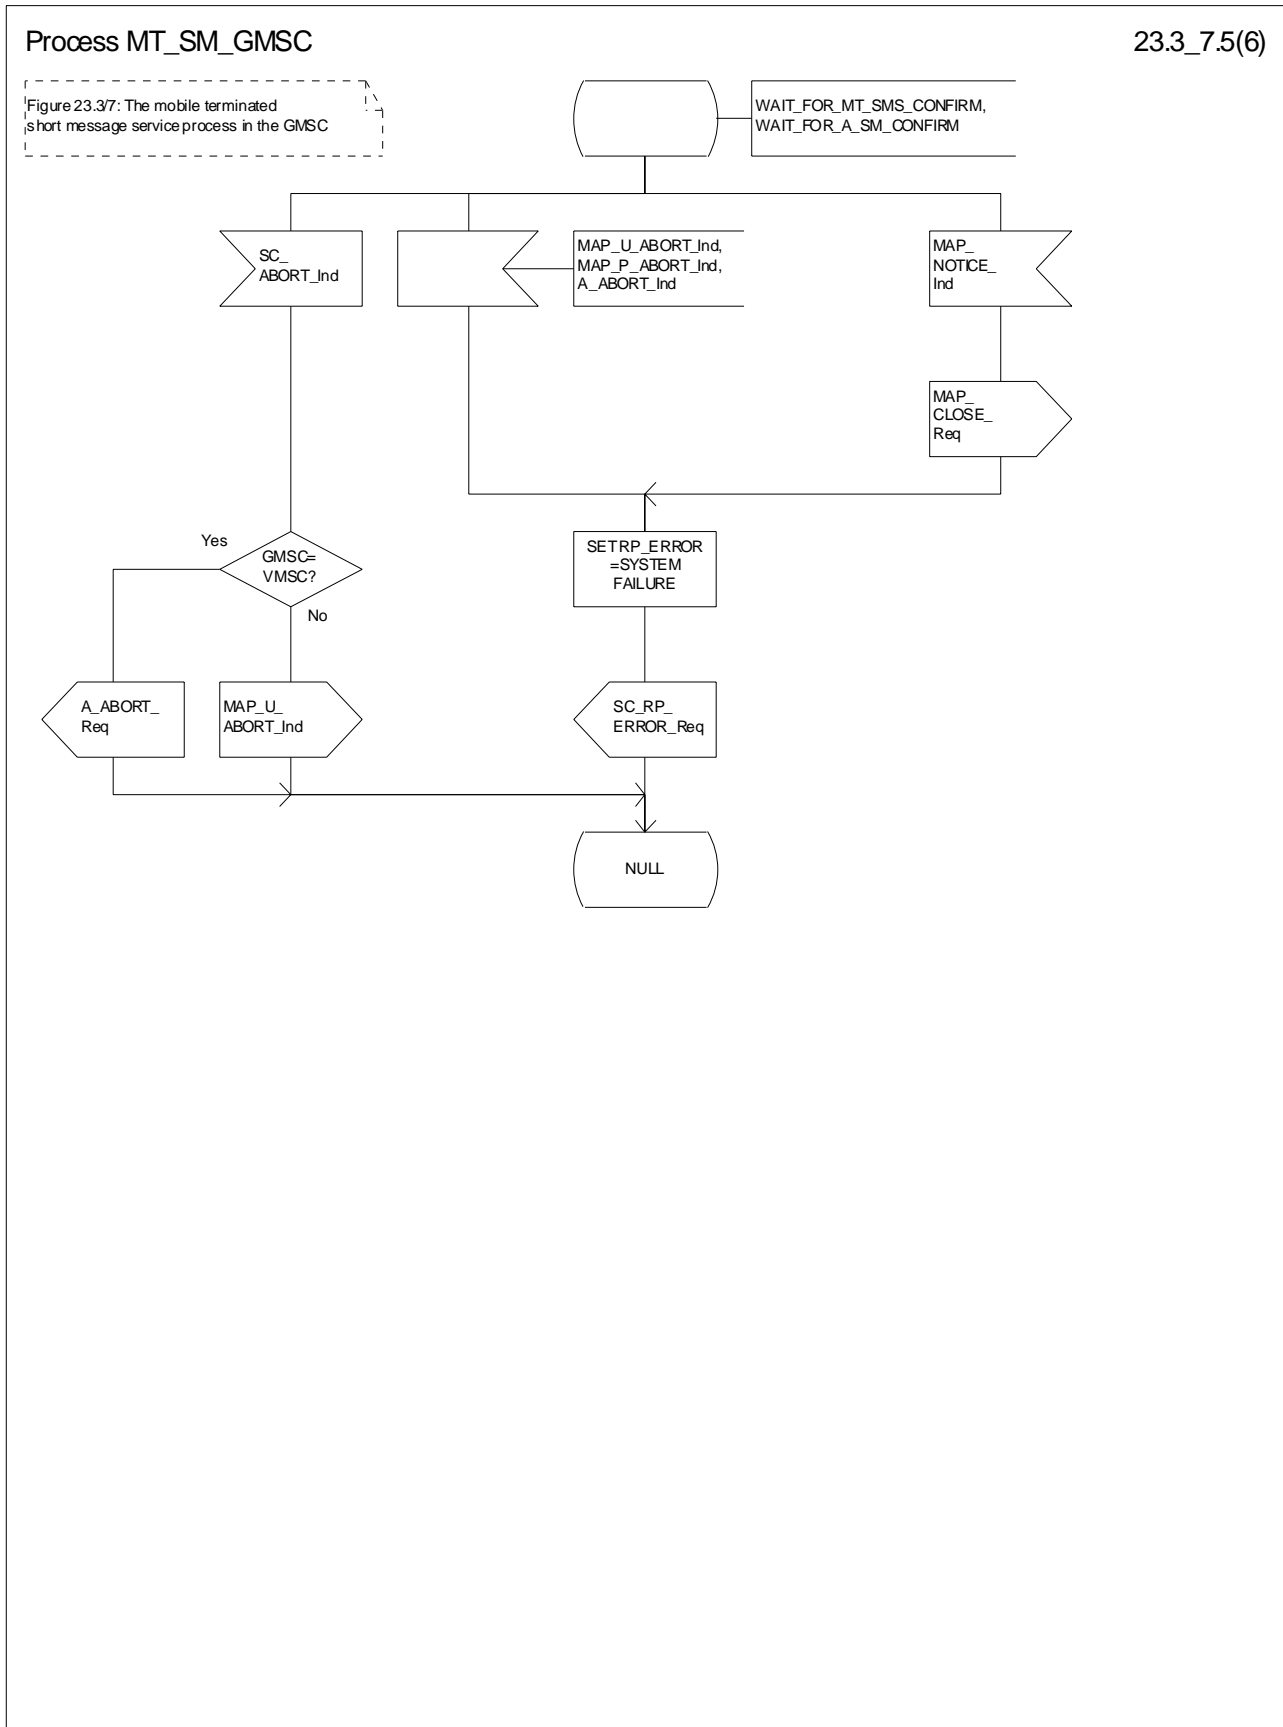 Process MT_SM_GMSC
23.3_7.5(6)
Figure 23.3/7: The mobile terminated
short message service process in the GMSC
WAIT_FOR_MT_SMS_CONFIRM,
WAIT_FOR_A_SM_CONFIRM
SC_
ABORT_Ind
MAP_U_ABORT_Ind,
MAP_P_ABORT_Ind,
A_ABORT_Ind
MAP_
NOTICE_
Ind
MAP_
CLOSE_
Req
Yes
GMSC=
VMSC?
No
SETRP_ERROR
=SYSTEM
FAILURE
A_ABORT_
Req
MAP_U_
ABORT_Ind
SC_RP_
ERROR_Req
NULL